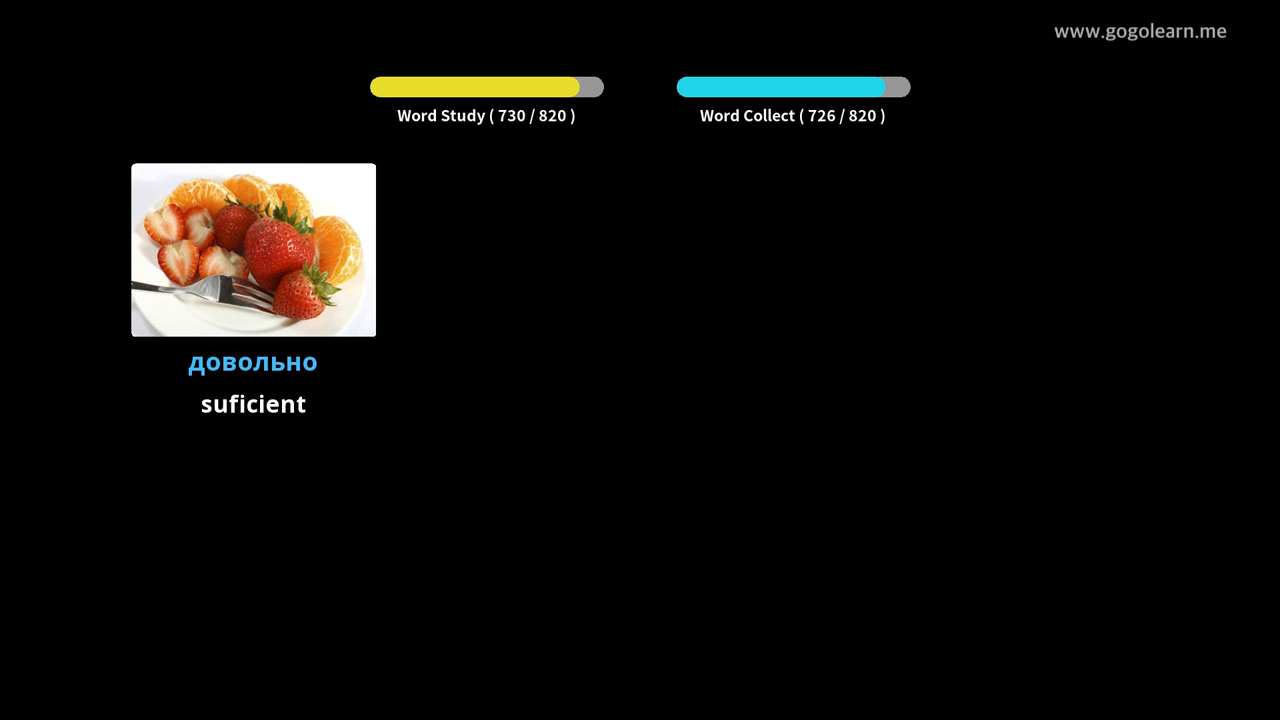 www.gogolearn.me
Word Study ( 730 / 820 )
Word Collect ( 726 / 820 )
довольно
suficient